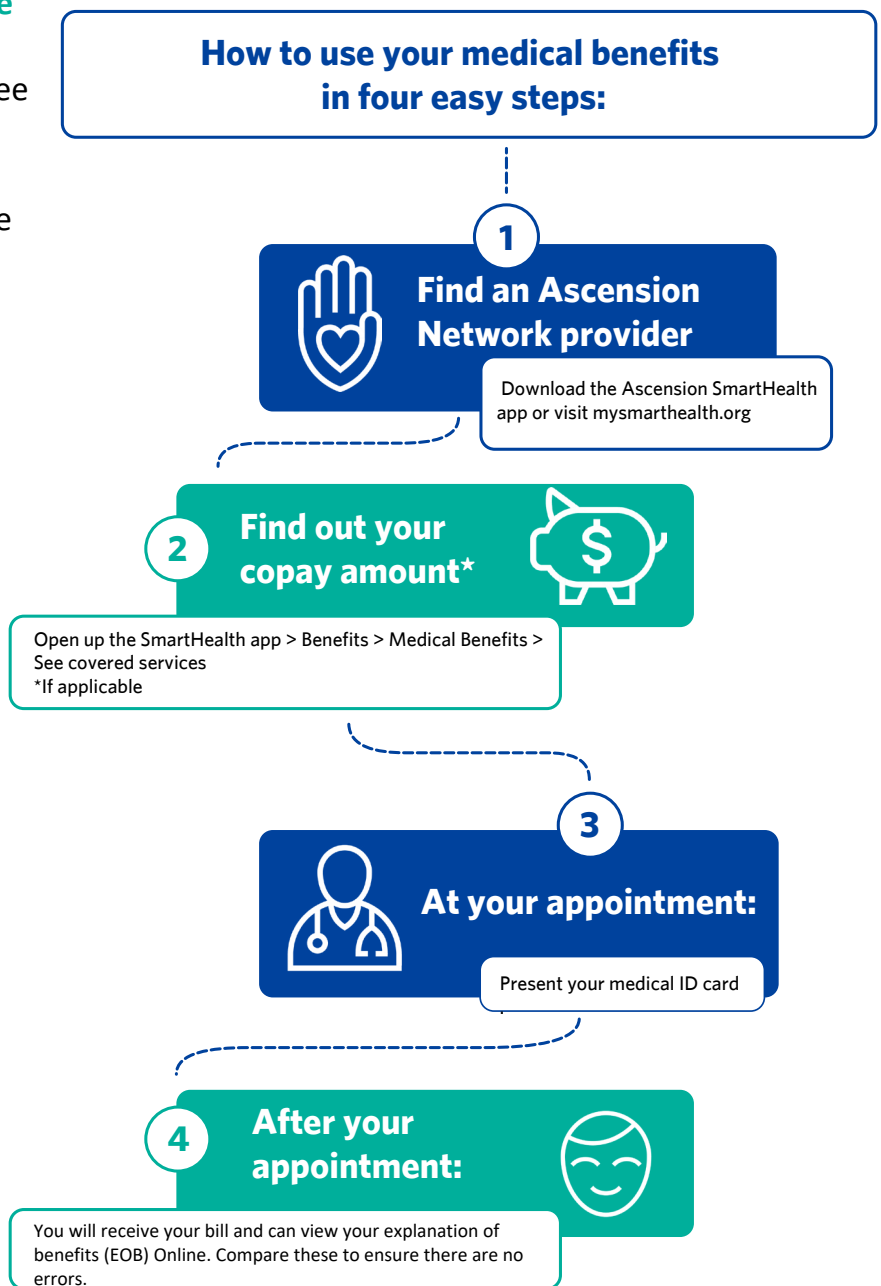 e
ee
e
How to use your medical benefits
in four easy steps:
1
Find an Ascension
Network provider
Download the Ascension SmartHealth
app or visit mysmarthealth.org
2
Find out your
copay amount*
$
Open up the SmartHealth app > Benefits > Medical Benefits >
See covered services
*If applicable
3
At your appointment:
Present your medical ID card
4
After your
appointment:
You will receive your bill and can view your explanation of
benefits (EOB) Online. Compare these to ensure there are no
errors.